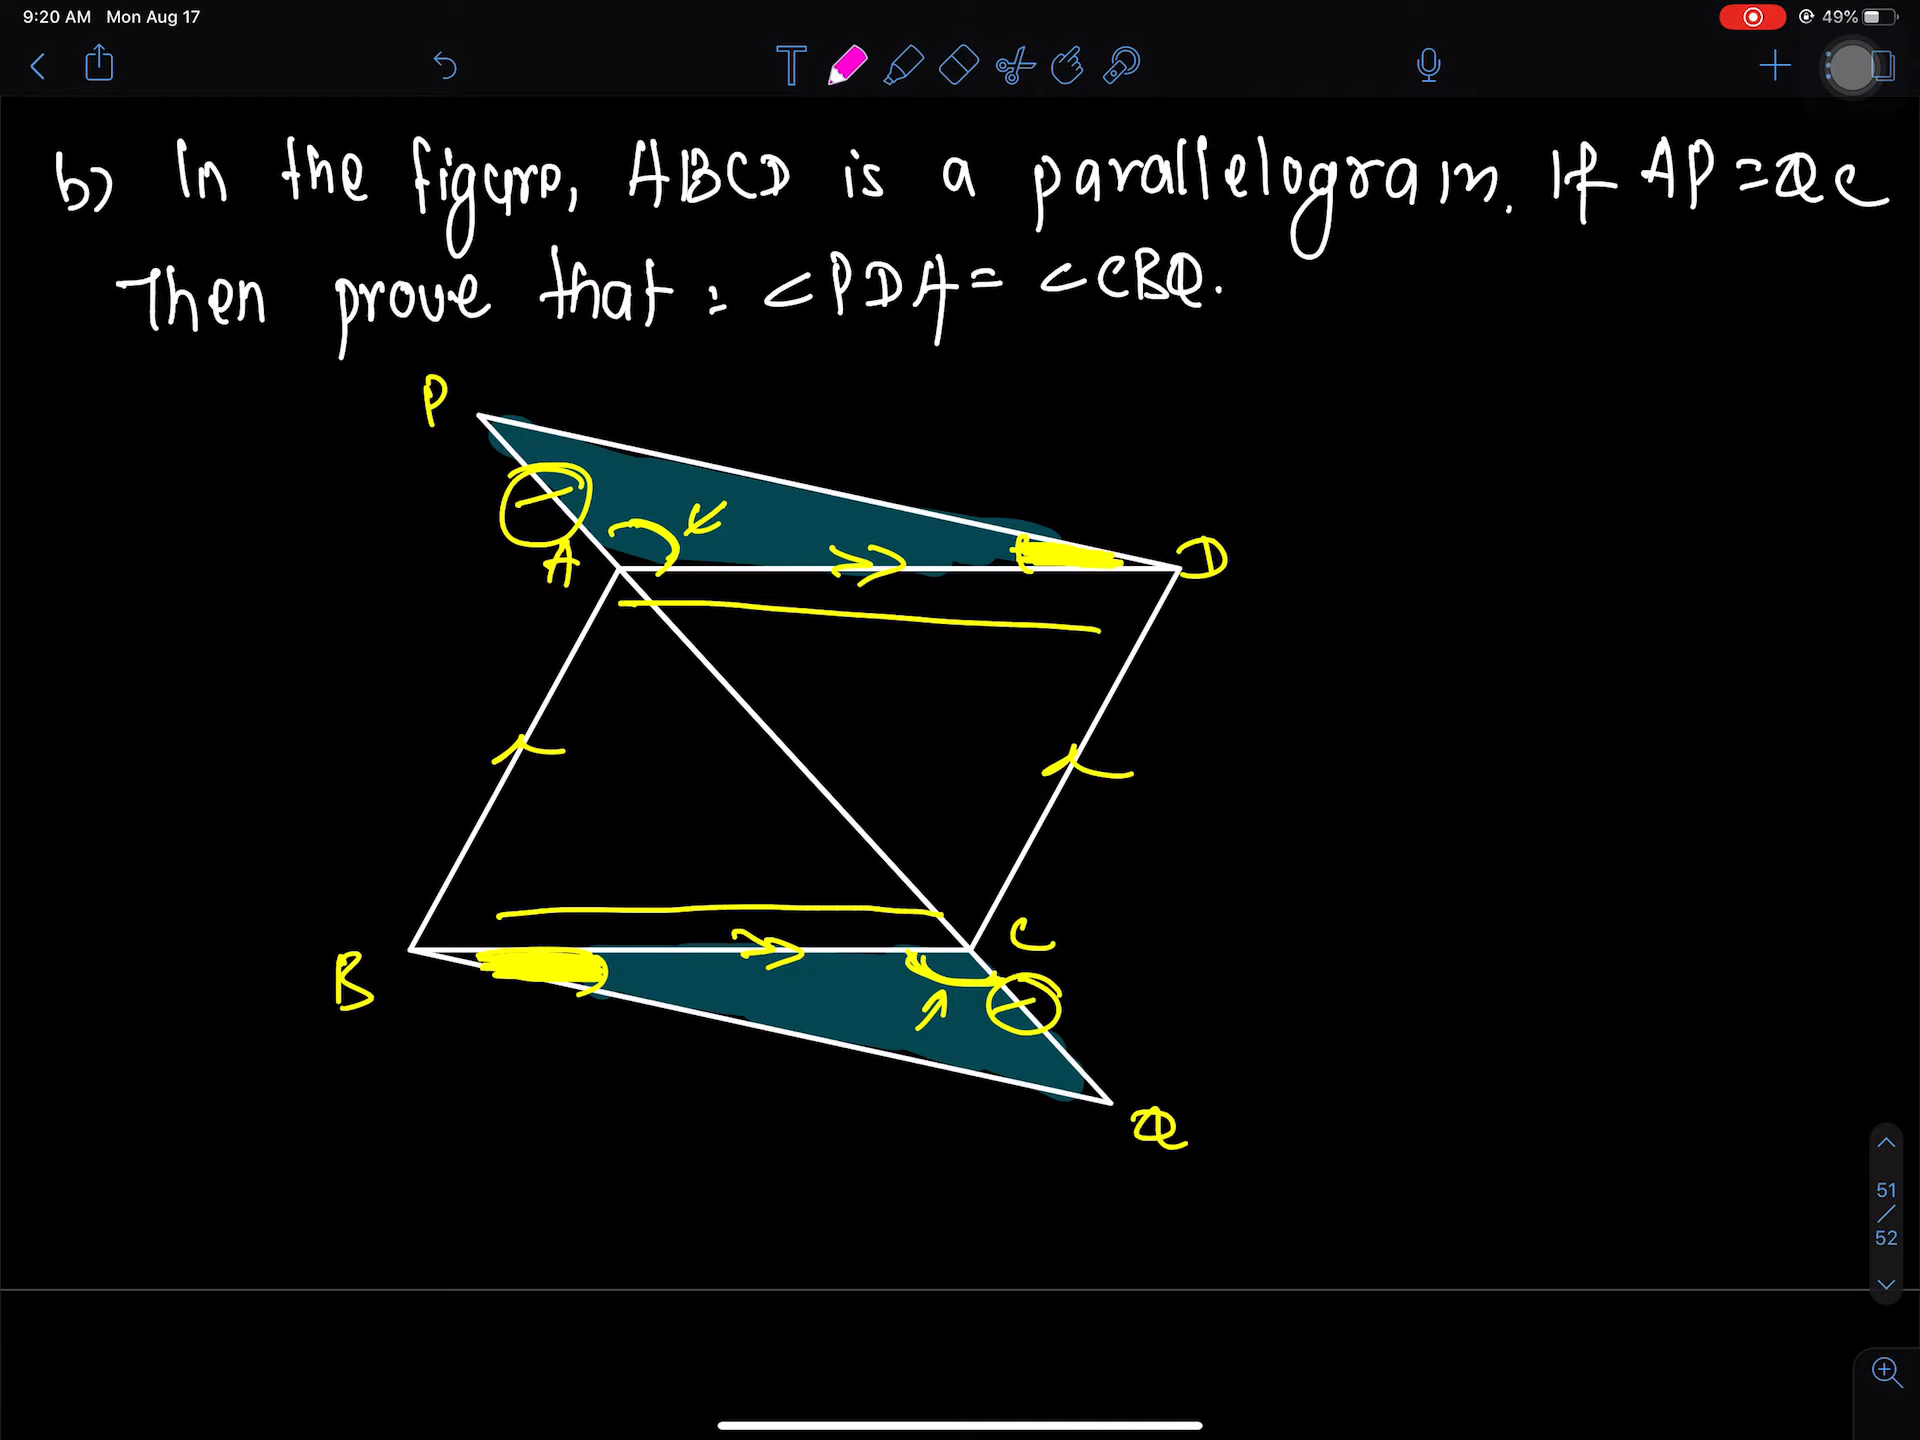 9:20 AM Mon Aug 17
49%
b) In the figure, ABCD is a parallelogram. If AP = QC
Then prove that : <PDA = <CBQ.
P
A
D
B
C
Q
51
/
52